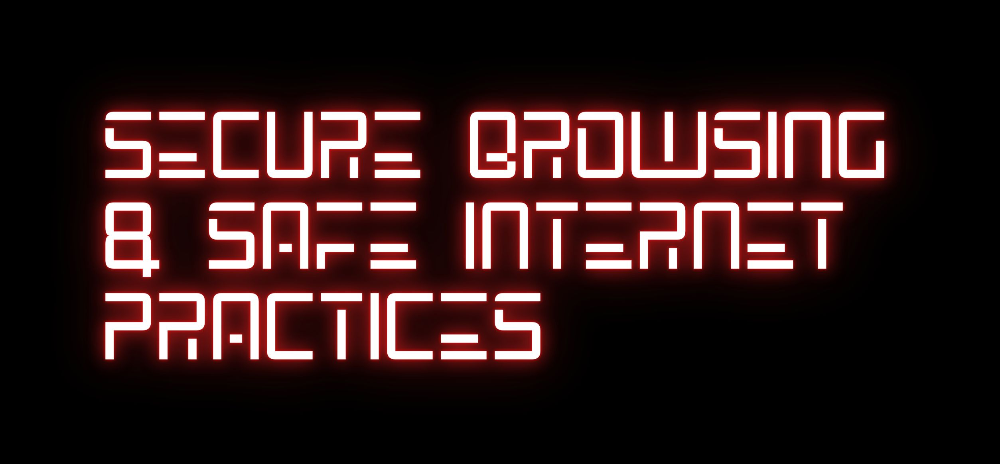 SECURE BROWSING
& SAFE INTERNET
PRACTICES